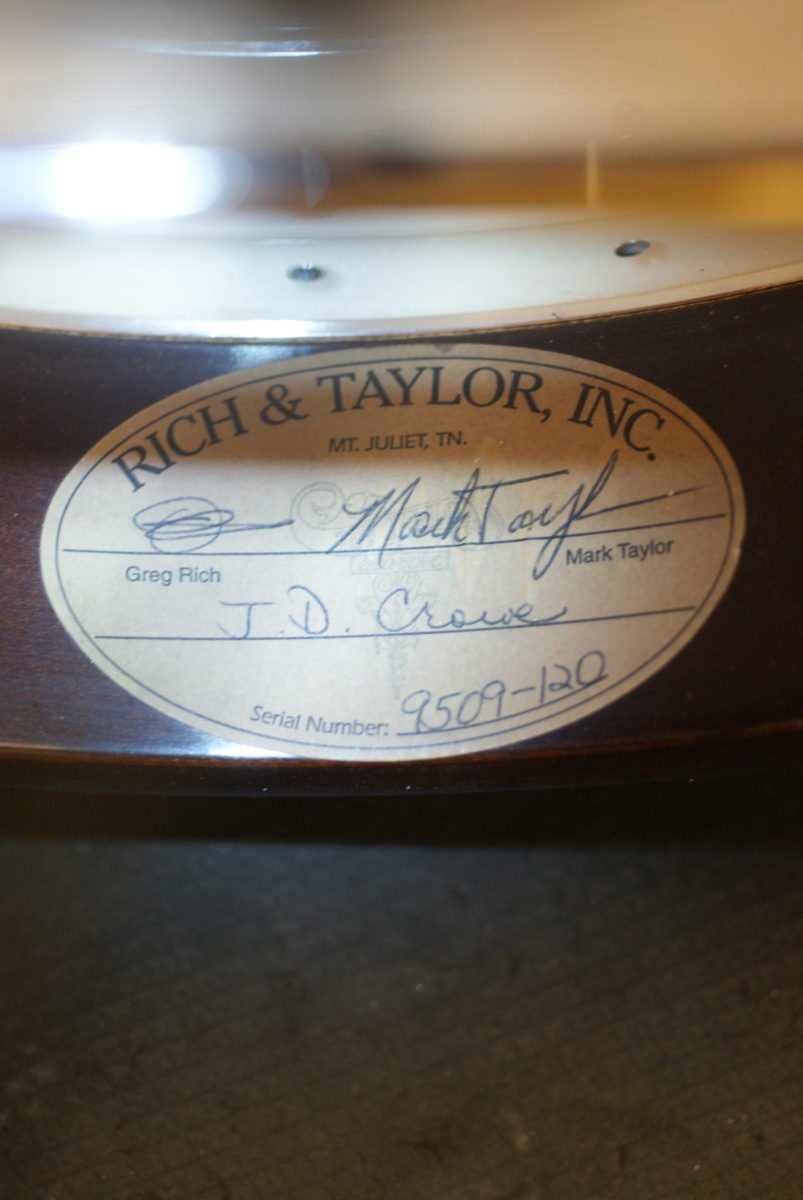 RICH & TAYLOR, INC.
MT. JULIET, TN.
Mark Taylor
Greg Rich
Mark Taylor
J.D. Crowe
Serial Number: 9509-120